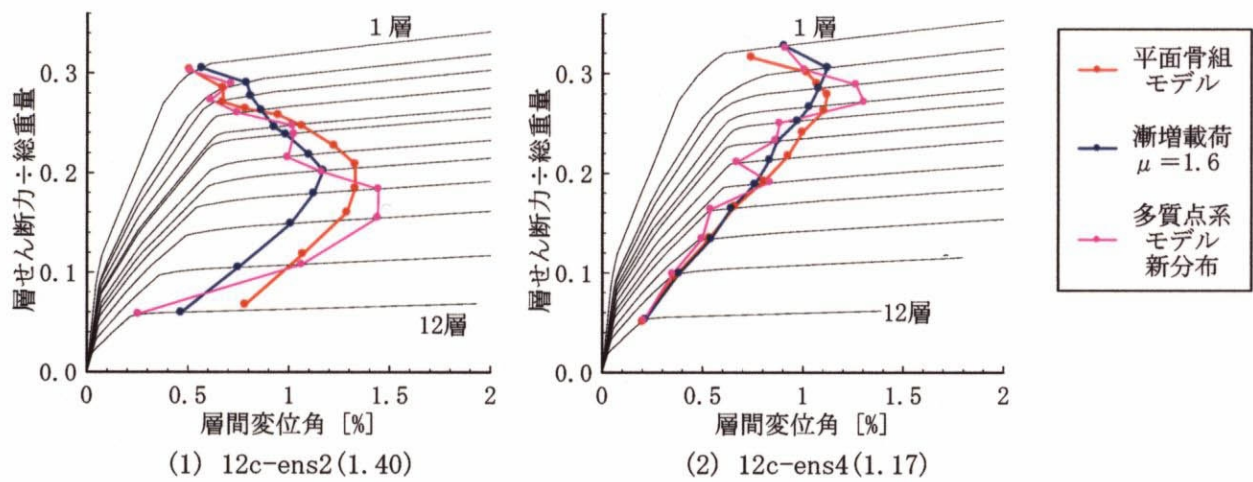 層せん断力÷総重量
0.3
0.2
0.1
0.0
0
0.5
1
1.5
2
層間変位角 [%]
1層
12層
(1) 12c-ens2(1.40)
層せん断力÷総重量
0.3
0.2
0.1
0.0
0
0.5
1
1.5
2
層間変位角 [%]
1層
12層
(2) 12c-ens4(1.17)
平面骨組
モデル
漸増載荷
μ=1.6
多質点系
モデル
新分布